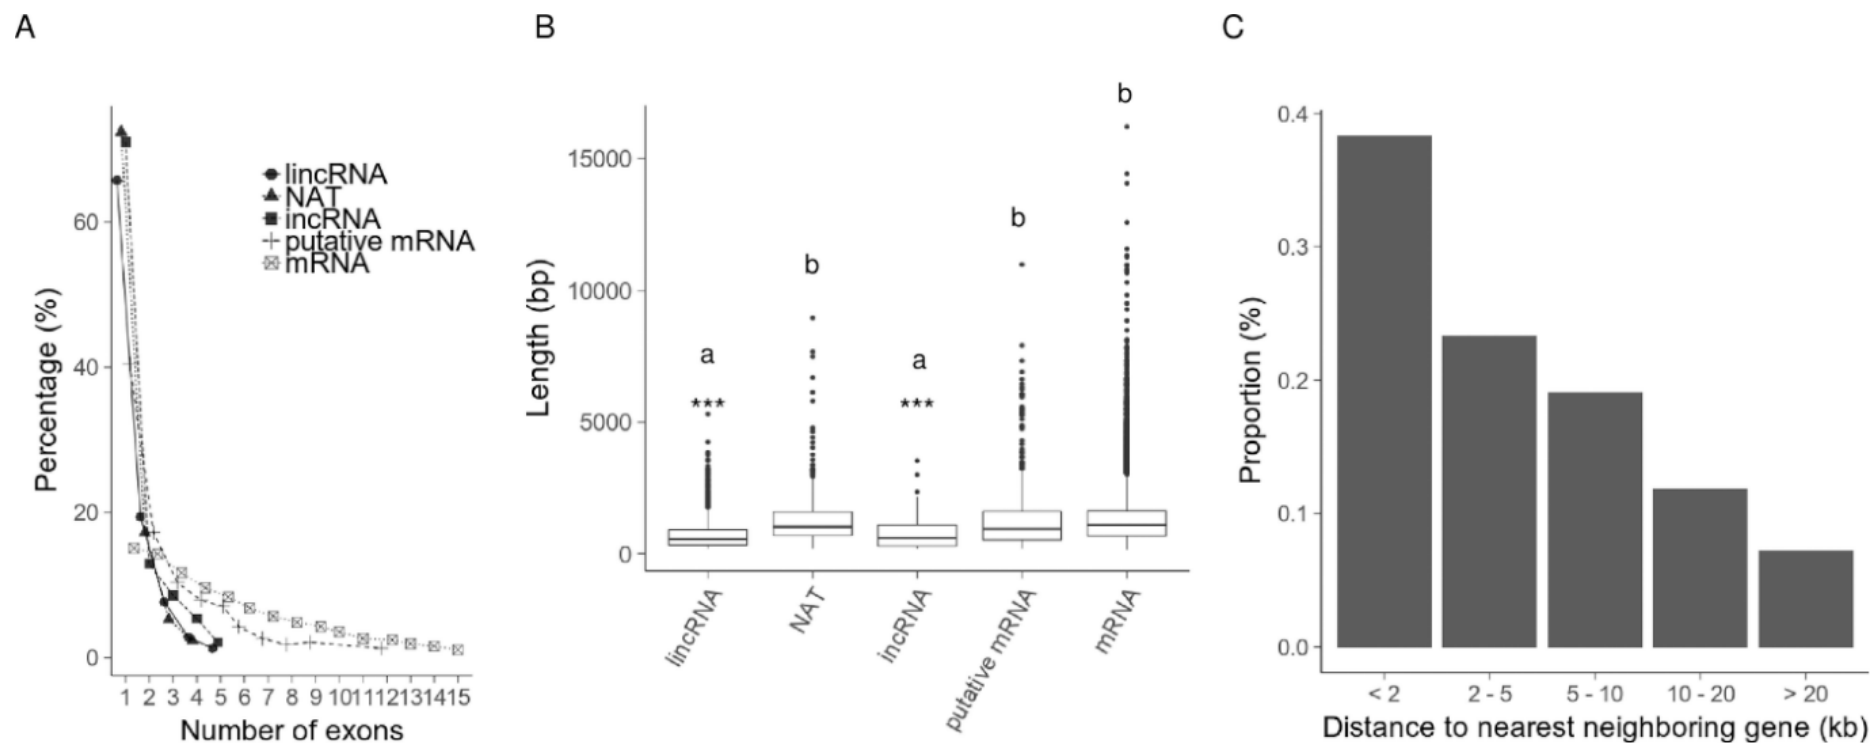 A
B
C
60
40
20
0
Percentage (%)
lincRNA
NAT
incRNA
putative mRNA
mRNA
1 2 3 4 5 6 7 8 9 10 11 12 13 14 15
Number of exons
15000
10000
5000
0
Length (bp)
a
***
b
a
***
b
b
lincRNA
NAT
incRNA
putative mRNA
mRNA
0.4
0.3
0.2
0.1
0.0
Proportion (%)
< 2
2 - 5
5 - 10
10 - 20
> 20
Distance to nearest neighboring gene (kb)